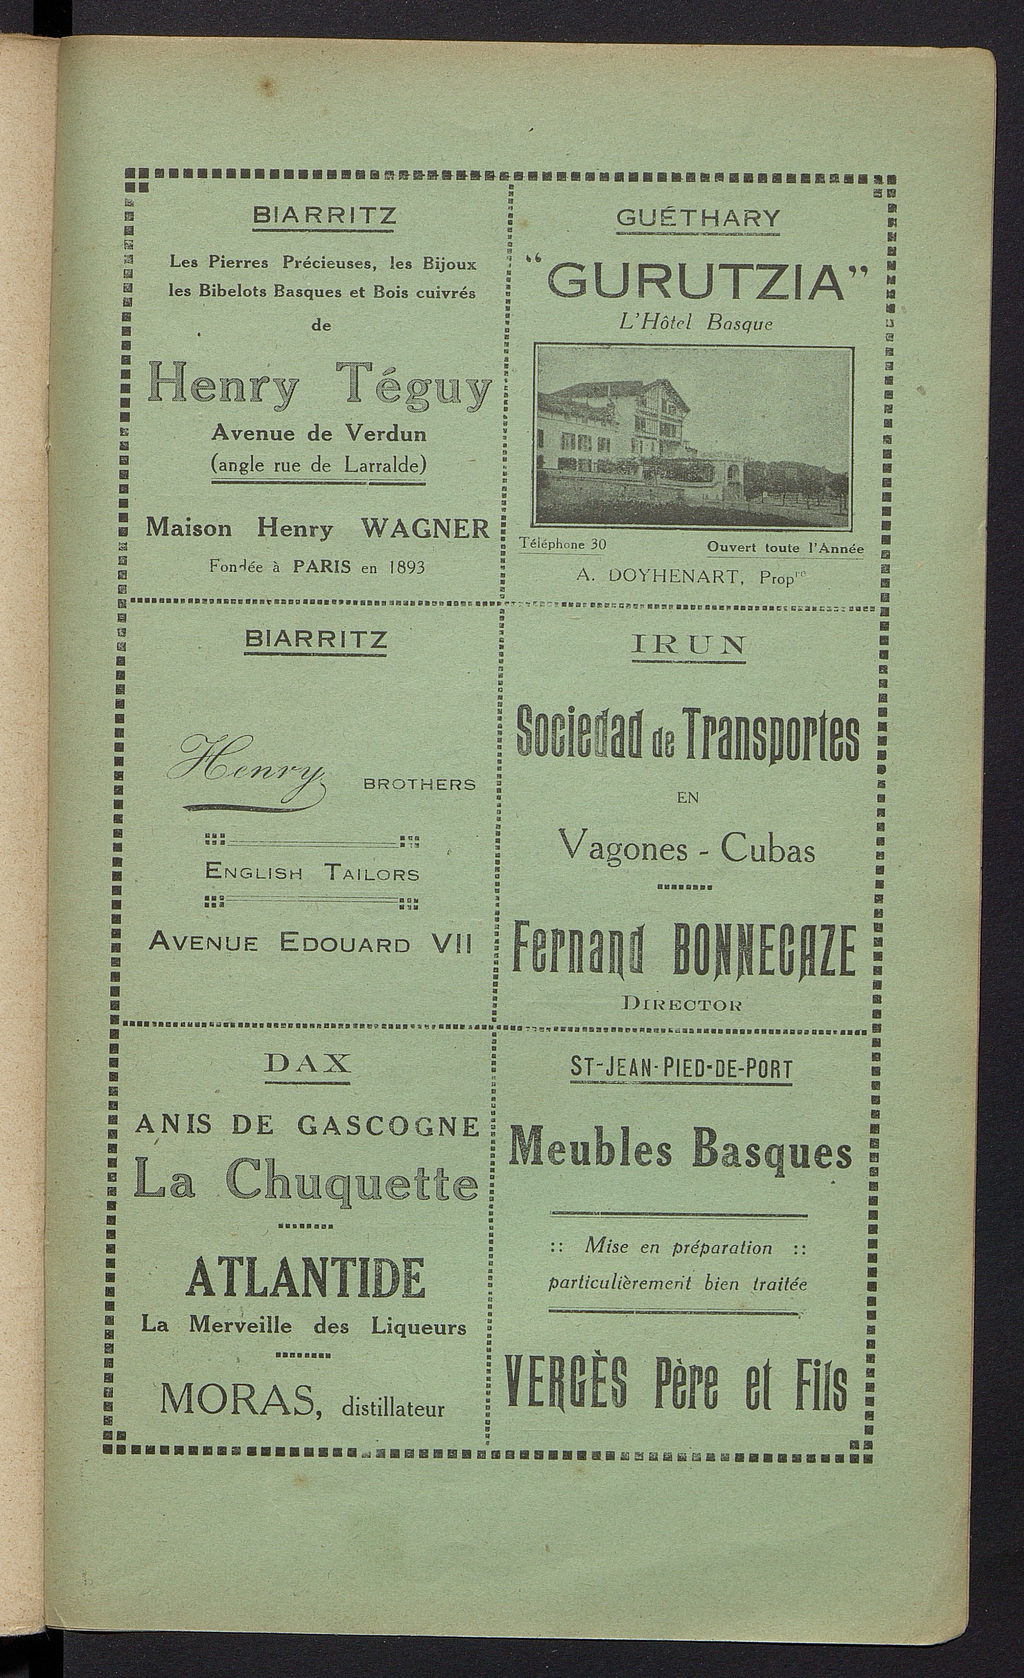 BIARRITZ
Les Pierres Précieuses, les Bijoux
les Bibelots Basques et Bois cuivrés
de
Henry Téguy
Avenue de Verdun
(angle rue de Larralde)
Maison Henry WAGNER
Fondée à PARIS en 1893
GUÉTHARY
"GURUTZIA"
L'Hôtel Basque
Téléphone 30 Ouvert toute l'Année
A. DOYHENART, Propre
BIARRITZ
Henry BROTHERS
ENGLISH TAILORS
AVENUE EDOUARD VII
IRUN
Sociedad de Transportes
EN
Vagones - Cubas
Fernand BONNECAZE
DIRECTOR
DAX
ANIS DE GASCOGNE
La Chuquette
ATLANTIDE
La Merveille des Liqueurs
MORAS, distillateur
ST-JEAN-PIED-DE-PORT
Meubles Basques
:: Mise en préparation ::
particulièrement bien traitée
VERGÈS Père et Fils